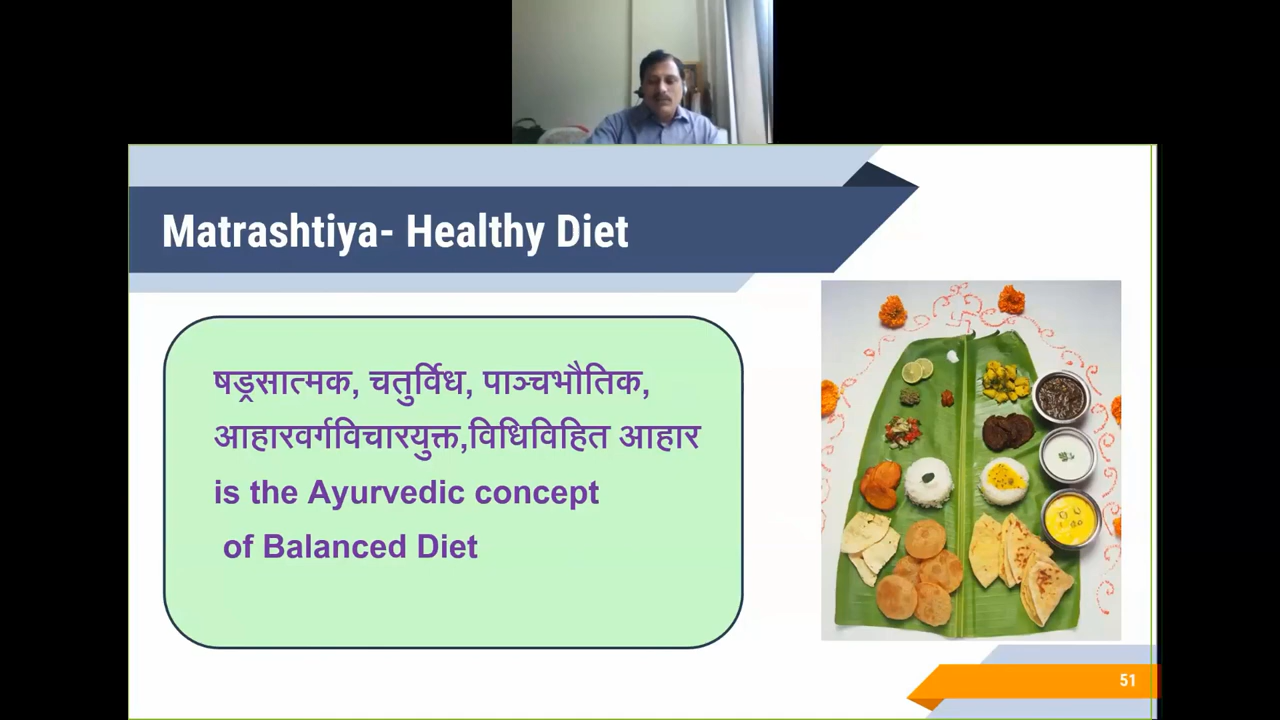 Matrashtiya- Healthy Diet
षड्रसात्मक, चतुर्विध, पाञ्चभौतिक,
आहारवर्गविचारयुक्त,विधिविहित आहार
is the Ayurvedic concept
of Balanced Diet
51